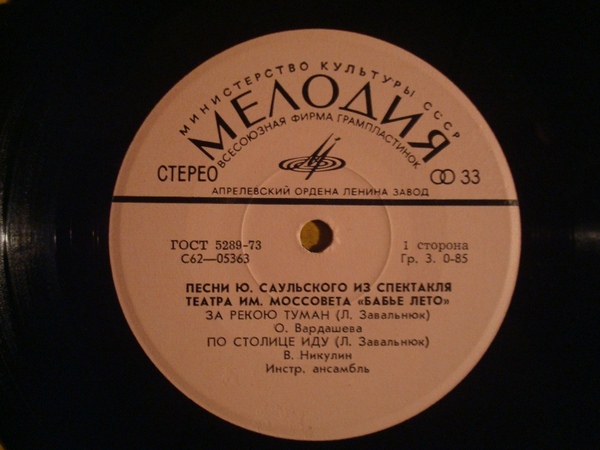 МИНИСТЕРСТВО КУЛЬТУРЫ СССР
МЕЛОДИЯ
ВСЕСОЮЗНАЯ ФИРМА ГРАМПЛАСТИНОК
СТЕРЕО
33
АПРЕЛЕВСКИЙ ОРДЕНА ЛЕНИНА ЗАВОД
ГОСТ 5289-73
1 сторона
С62—05363
Гр. 3. 0-85
ПЕСНИ Ю. САУЛЬСКОГО ИЗ СПЕКТАКЛЯ
ТЕАТРА ИМ. МОССОВЕТА «БАБЬЕ ЛЕТО»
ЗА РЕКОЮ ТУМАН (Л. Завальнюк)
О. Вардашева
ПО СТОЛИЦЕ ИДУ (Л. Завальнюк)
В. Никулин
Инстр. ансамбль